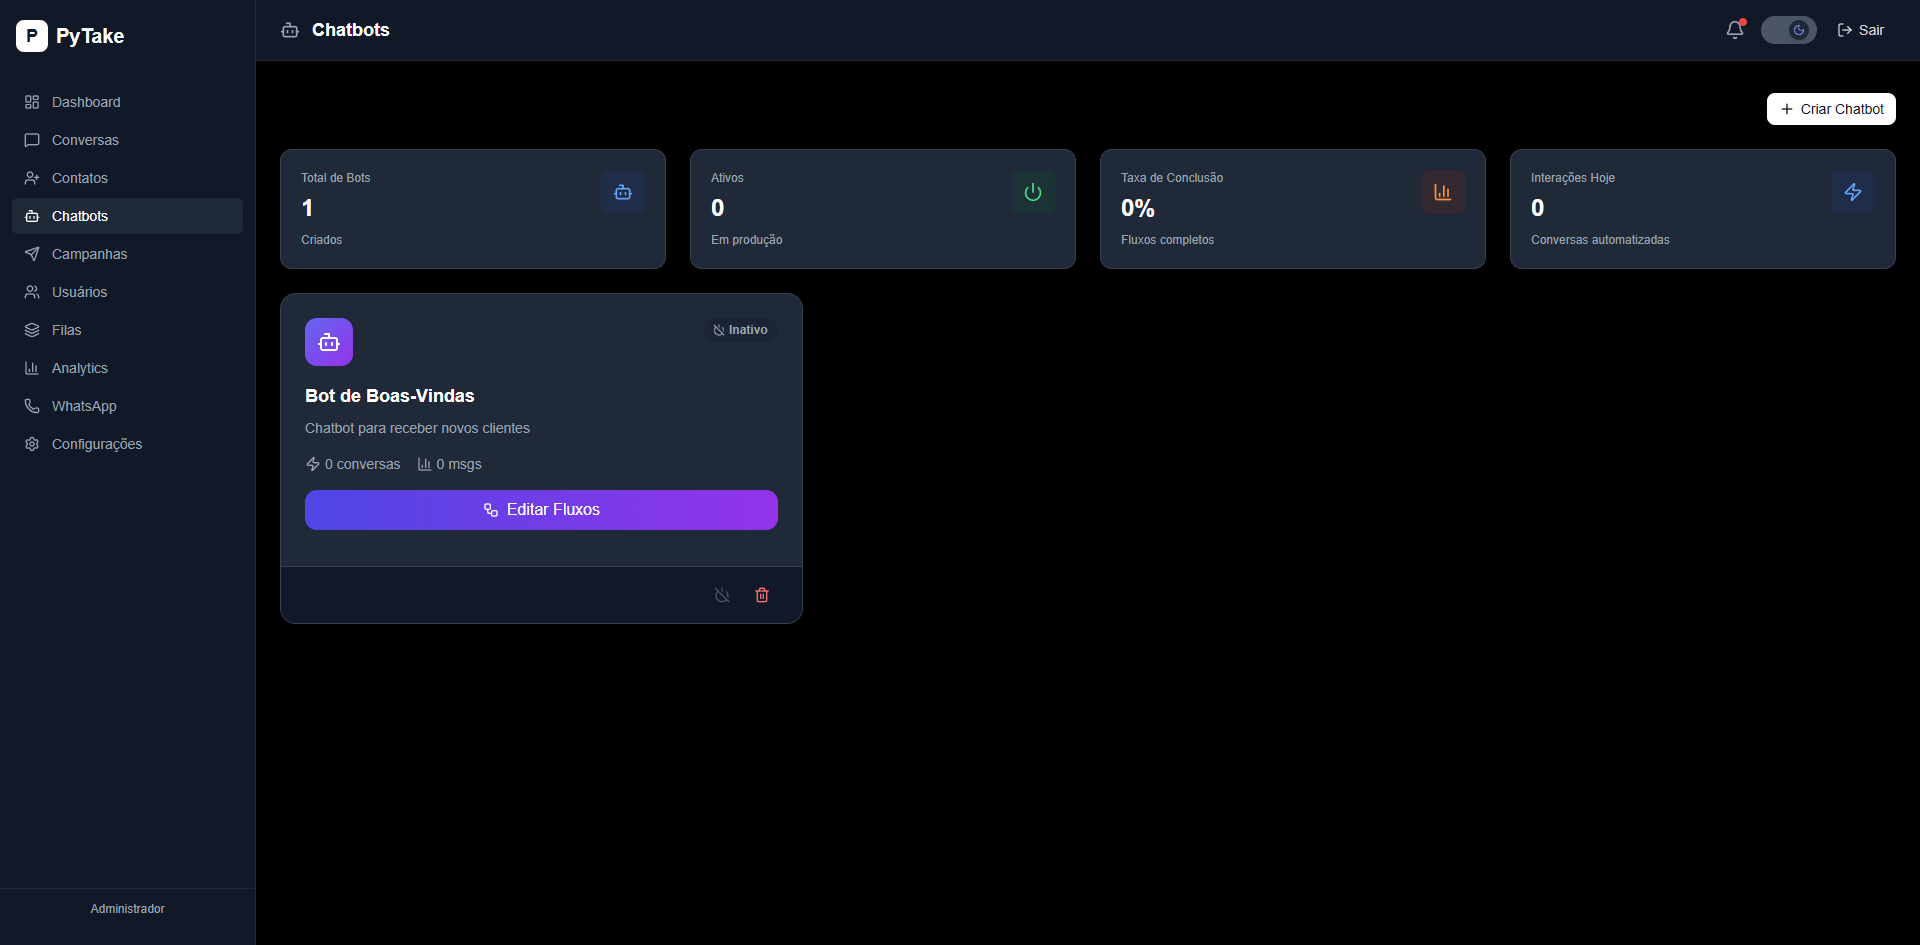 P PyTake
Dashboard
Conversas
Contatos
Chatbots
Campanhas
Usuários
Filas
Analytics
WhatsApp
Configurações
Administrador
Chatbots
Sair
Criar Chatbot
Total de Bots
1
Criados
Ativos
0
Em produção
Taxa de Conclusão
0%
Fluxos completos
Interações Hoje
0
Conversas automatizadas
Inativo
Bot de Boas-Vindas
Chatbot para receber novos clientes
0 conversas 0 msgs
Editar Fluxos